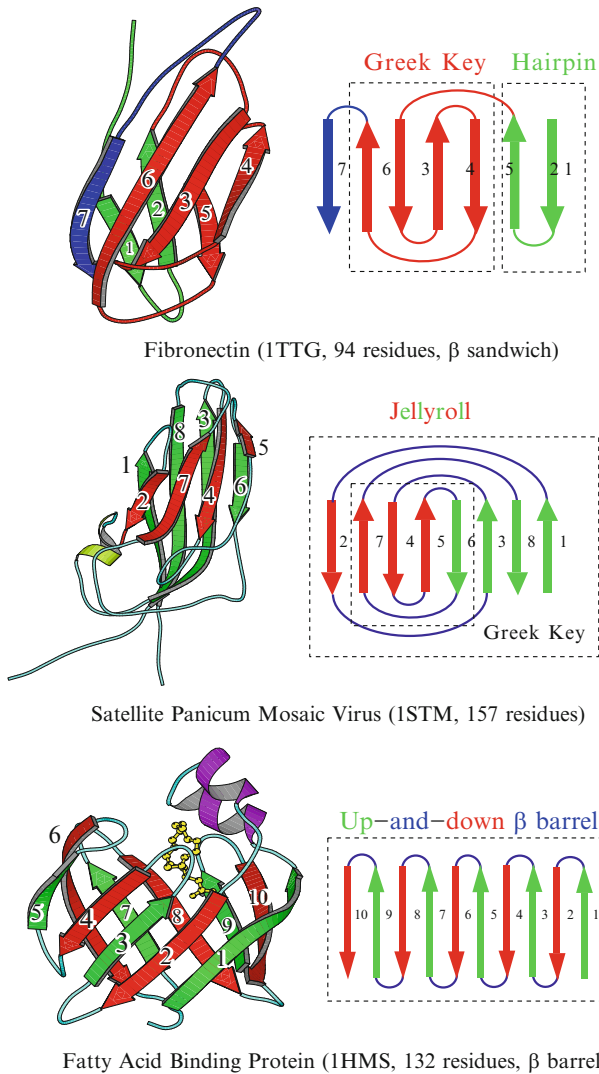 Greek Key Hairpin
7 6 3 4 5 2 1
6 4 3 5 2 7 1
Fibronectin (1TTG, 94 residues, β sandwich)
Jellyroll
3 8 5 1 7 6 2 4
2 7 4 5 6 3 8 1
Greek Key
Satellite Panicum Mosaic Virus (1STM, 157 residues)
Up−and−down β barrel
6 5 4 7 8 10 3 9 2 1
10 9 8 7 6 5 4 3 2 1
Fatty Acid Binding Protein (1HMS, 132 residues, β barrel